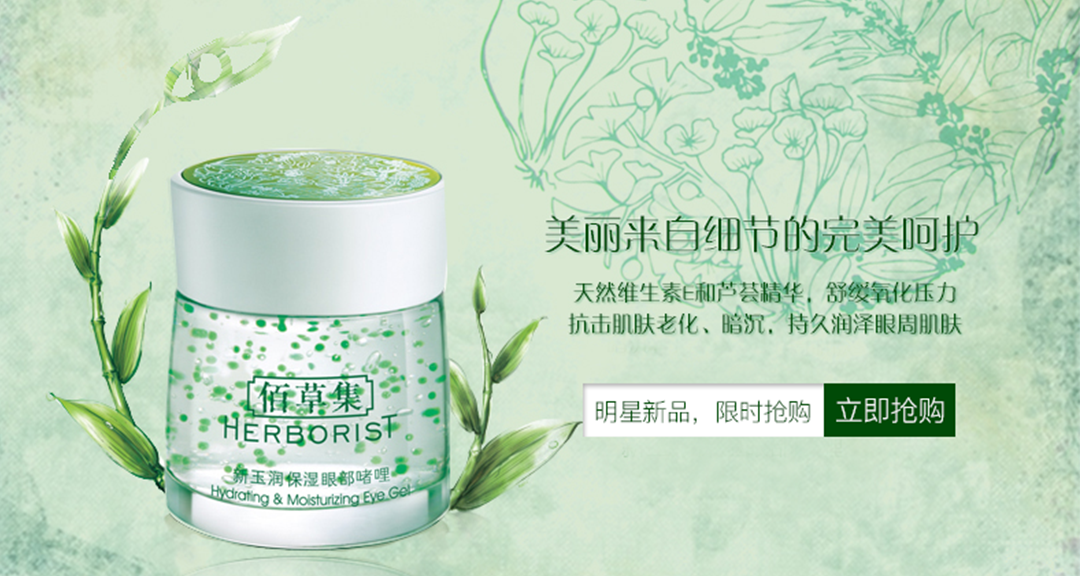 美丽来自细节的完美呵护
天然维生素E和芦荟精华，舒缓氧化压力
抗击肌肤老化、暗沉，持久润泽眼周肌肤
明星新品，限时抢购
立即抢购
佰草集
HERBORIST
新玉润保湿眼部啫哩
Hydrating & Moisturizing Eye Gel